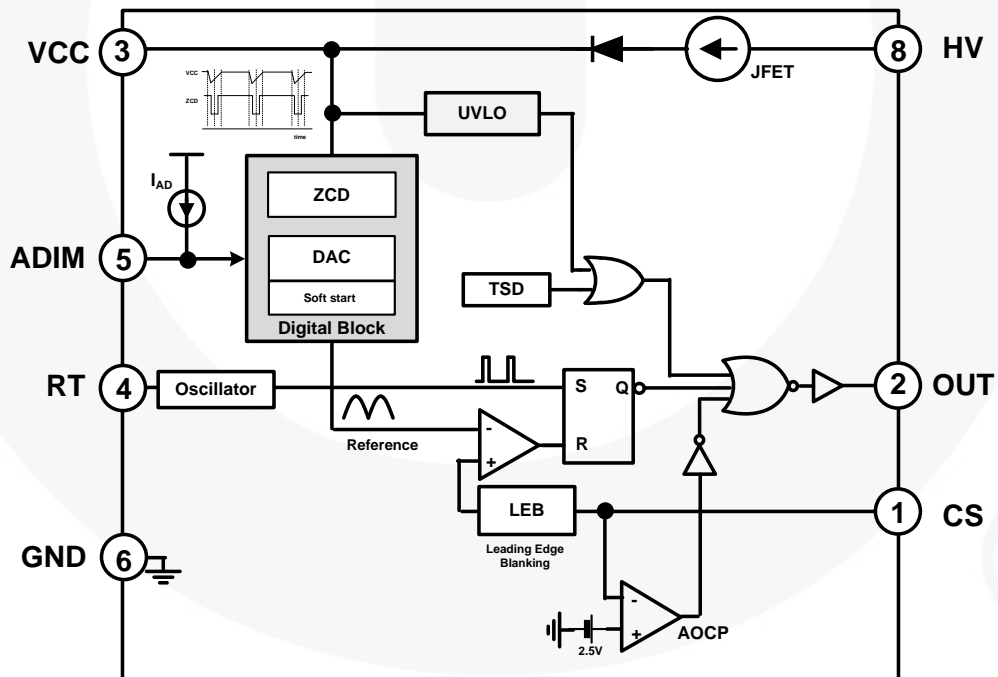 VCC
3
8
HV
JFET
VCC
ZCD
time
UVLO
I_AD
ZCD
ADIM
5
DAC
Soft start
Digital Block
TSD
RT
4
Oscillator
S
Q
R
2
OUT
Reference
-
+
LEB
Leading Edge
Blanking
1
CS
GND
6
-
+
2.5V
AOCP